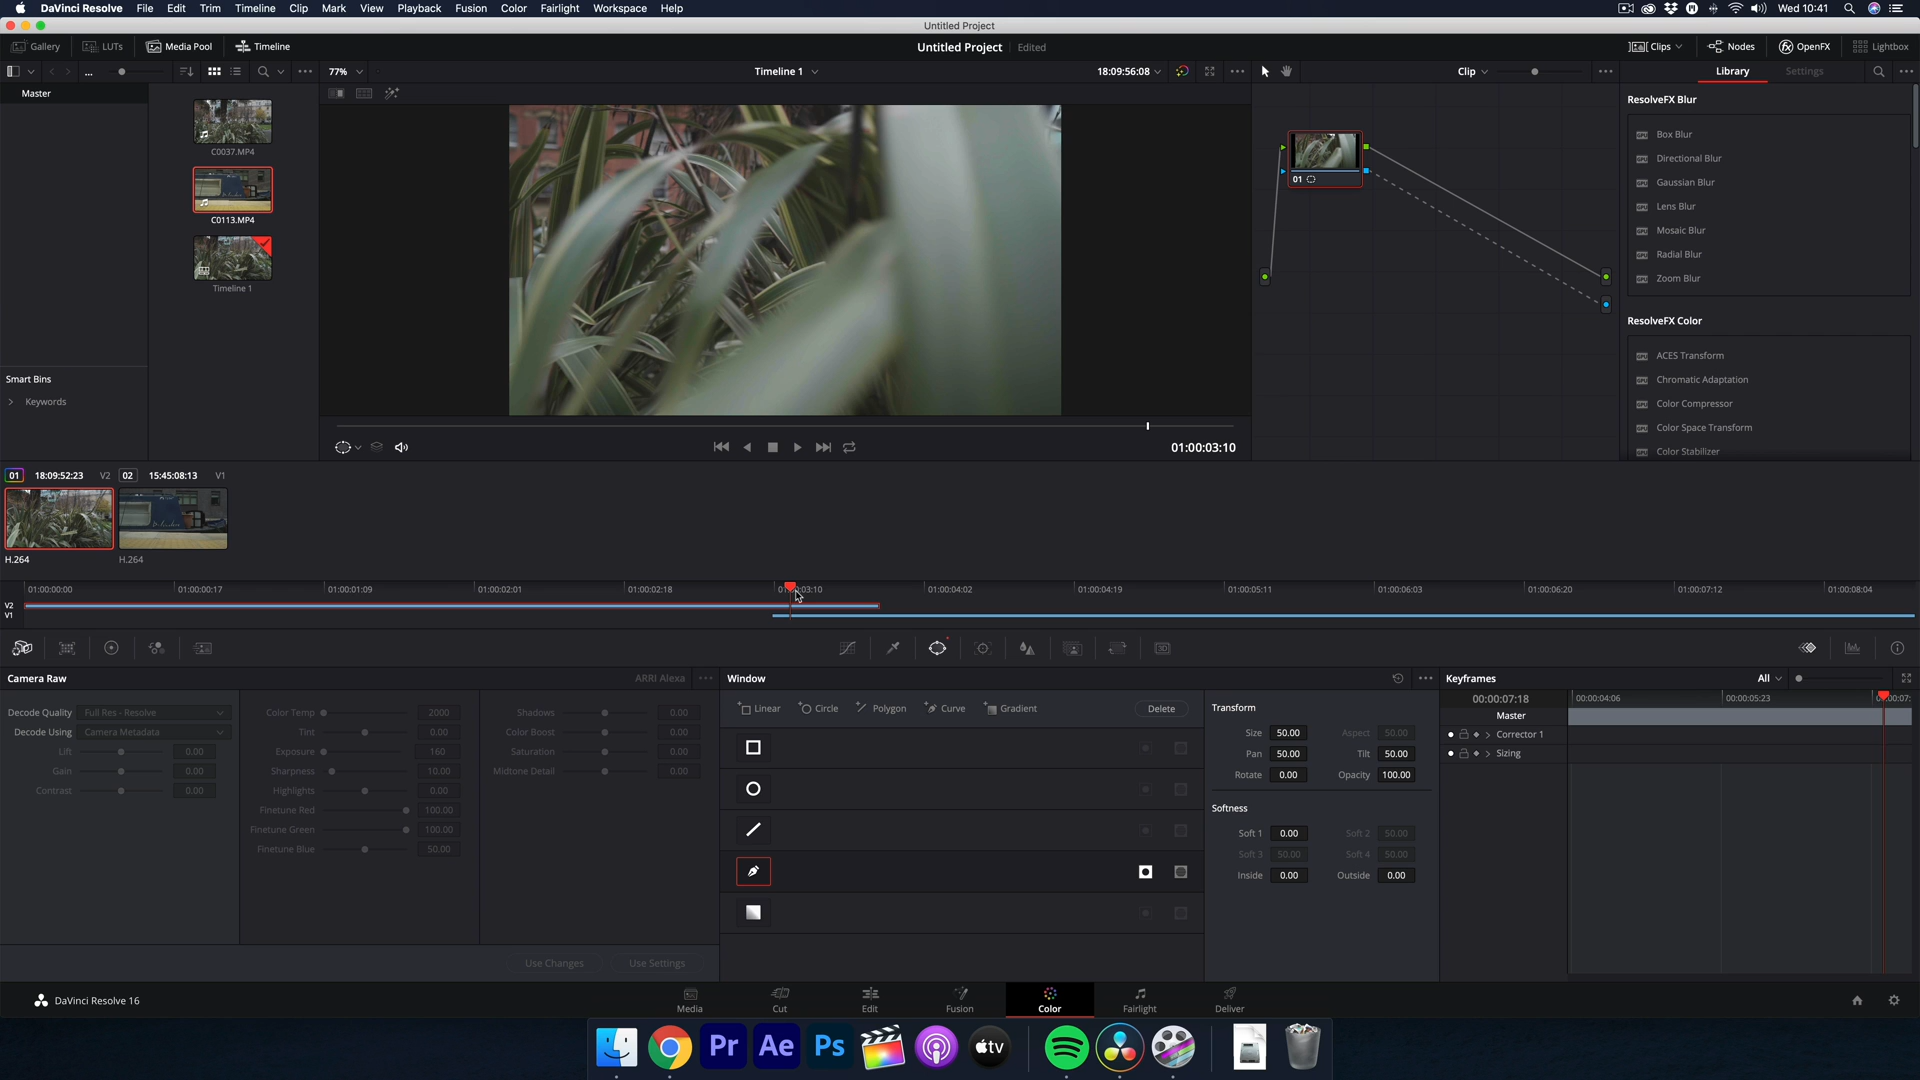 DaVinci Resolve File Edit Trim Timeline Clip Mark View Playback Fusion Color Fairlight Workspace Help Wed 10:41
Untitled Project
Gallery LUTs Media Pool Timeline Untitled Project Edited Clips Nodes OpenFX Lightbox
... 77% Timeline 1 18:09:56:08 Clip Library Settings
Master
C0037.MP4
C0113.MP4
Timeline 1
Smart Bins
Keywords
01
ResolveFX Blur
Box Blur
Directional Blur
Gaussian Blur
Lens Blur
Mosaic Blur
Radial Blur
Zoom Blur
ResolveFX Color
ACES Transform
Chromatic Adaptation
Color Compressor
Color Space Transform
Color Stabilizer
01:00:03:10
01 18:09:52:23 V2 02 15:45:08:13 V1
H.264 H.264
01:00:00:00 01:00:00:17 01:00:01:09 01:00:02:01 01:00:02:18 01:00:03:10 01:00:04:02 01:00:04:19 01:00:05:11 01:00:06:03 01:00:06:20 01:00:07:12 01:00:08:04
V2
V1
Camera Raw ARRI Alexa
Decode Quality Full Res - Resolve
Decode Using Camera Metadata
Lift 0.00
Gain 0.00
Contrast 0.00
Color Temp 2000
Tint 0.00
Exposure 160
Sharpness 10.00
Highlights 0.00
Finetune Red 100.00
Finetune Green 100.00
Finetune Blue 50.00
Shadows 0.00
Color Boost 0.00
Saturation 0.00
Midtone Detail 0.00
Use Changes Use Settings
Window
Linear Circle Polygon Curve Gradient Delete
Transform
Size 50.00 Aspect 50.00
Pan 50.00 Tilt 50.00
Rotate 0.00 Opacity 100.00
Softness
Soft 1 0.00 Soft 2 50.00
Soft 3 50.00 Soft 4 50.00
Inside 0.00 Outside 0.00
Keyframes All
00:00:07:18 00:00:04:06 00:00:05:23
Master
Corrector 1
Sizing
DaVinci Resolve 16 Media Cut Edit Fusion Color Fairlight Deliver
Pr Ae Ps tv